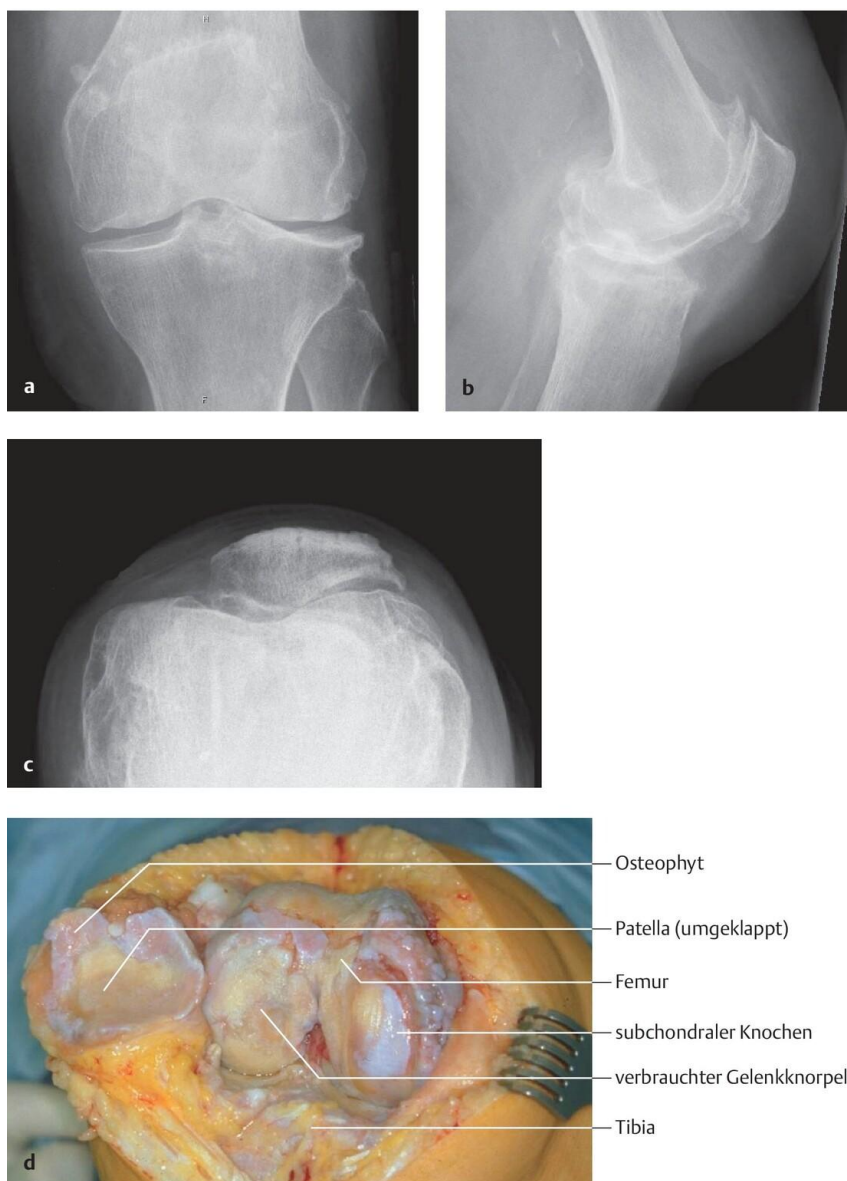 H
F
a
b
c
Osteophyt
Patella (umgeklappt)
Femur
subchondraler Knochen
verbrauchter Gelenkknorpel
Tibia
d